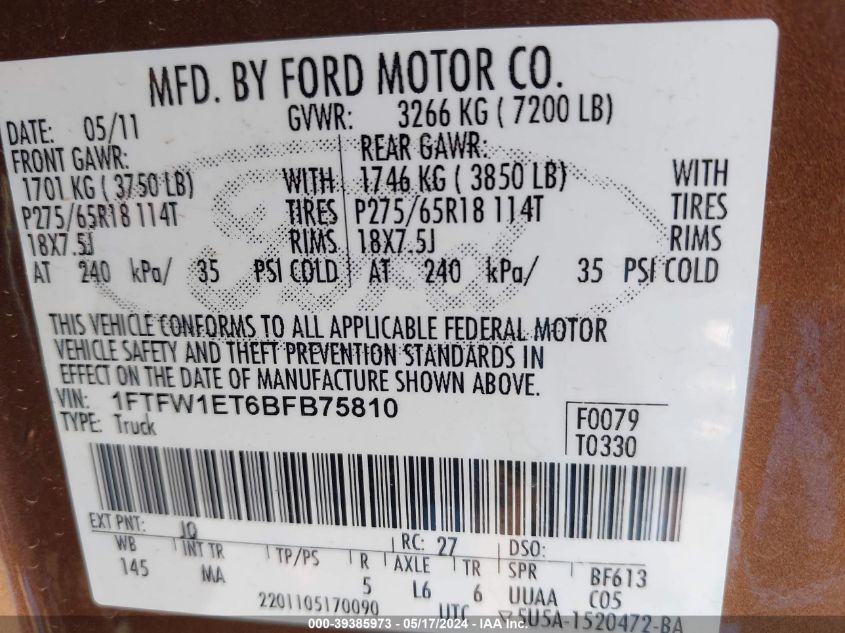 MFD. BY FORD MOTOR CO.
DATE: 05/11 GVWR: 3266 KG ( 7200 LB)
FRONT GAWR: REAR GAWR:
1701 KG ( 3750 LB) WITH 1746 KG ( 3850 LB) WITH
P275/65R18 114T TIRES P275/65R18 114T TIRES
18X7.5J RIMS 18X7.5J RIMS
AT 240 kPa/ 35 PSI COLD AT 240 kPa/ 35 PSI COLD
Ford
THIS VEHICLE CONFORMS TO ALL APPLICABLE FEDERAL MOTOR
VEHICLE SAFETY AND THEFT PREVENTION STANDARDS IN
EFFECT ON THE DATE OF MANUFACTURE SHOWN ABOVE.
VIN: 1FTFW1ET6BFB75810
TYPE: Truck
F0079
T0330
EXT PNT: JQ RC: 27 DSO:
WB INT TR TP/PS R AXLE TR SPR BF613
145 MA 5 L6 6 UUAA C05
2201105170090 UTC 5U5A-1520472-BA
000-39385973 - 05/17/2024 - IAAI